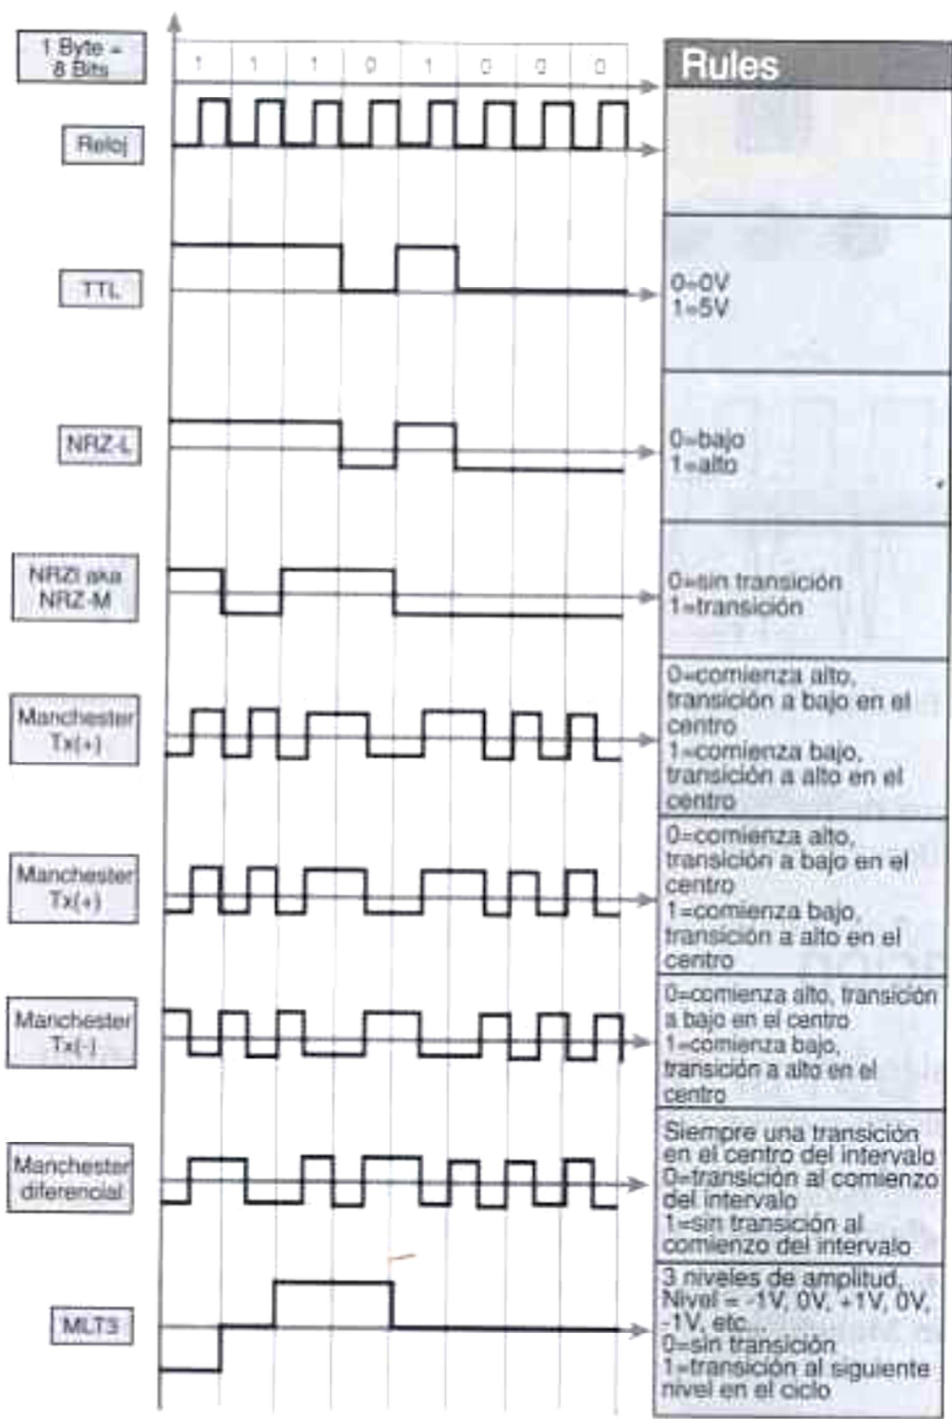 1 Byte =
8 Bits
1 1 1 0 1 0 0 0
Rules
Reloj
TTL
0=0V
1=5V
NRZ-L
0=bajo
1=alto
NRZI aka
NRZ-M
0=sin transición
1=transición
Manchester
Tx(+)
0=comienza alto,
transición a bajo en el
centro
1=comienza bajo,
transición a alto en el
centro
Manchester
Tx(+)
0=comienza alto,
transición a bajo en el
centro
1=comienza bajo,
transición a alto en el
centro
Manchester
Tx(-)
0=comienza alto, transición
a bajo en el centro
1=comienza bajo,
transición a alto en el
centro
Manchester
diferencial
Siempre una transición
en el centro del intervalo
0=transición al comienzo
del intervalo
1=sin transición al
comienzo del intervalo
MLT3
3 niveles de amplitud,
Nivel = -1V, 0V, +1V, 0V,
-1V, etc...
0=sin transición
1=transición al siguiente
nivel en el ciclo